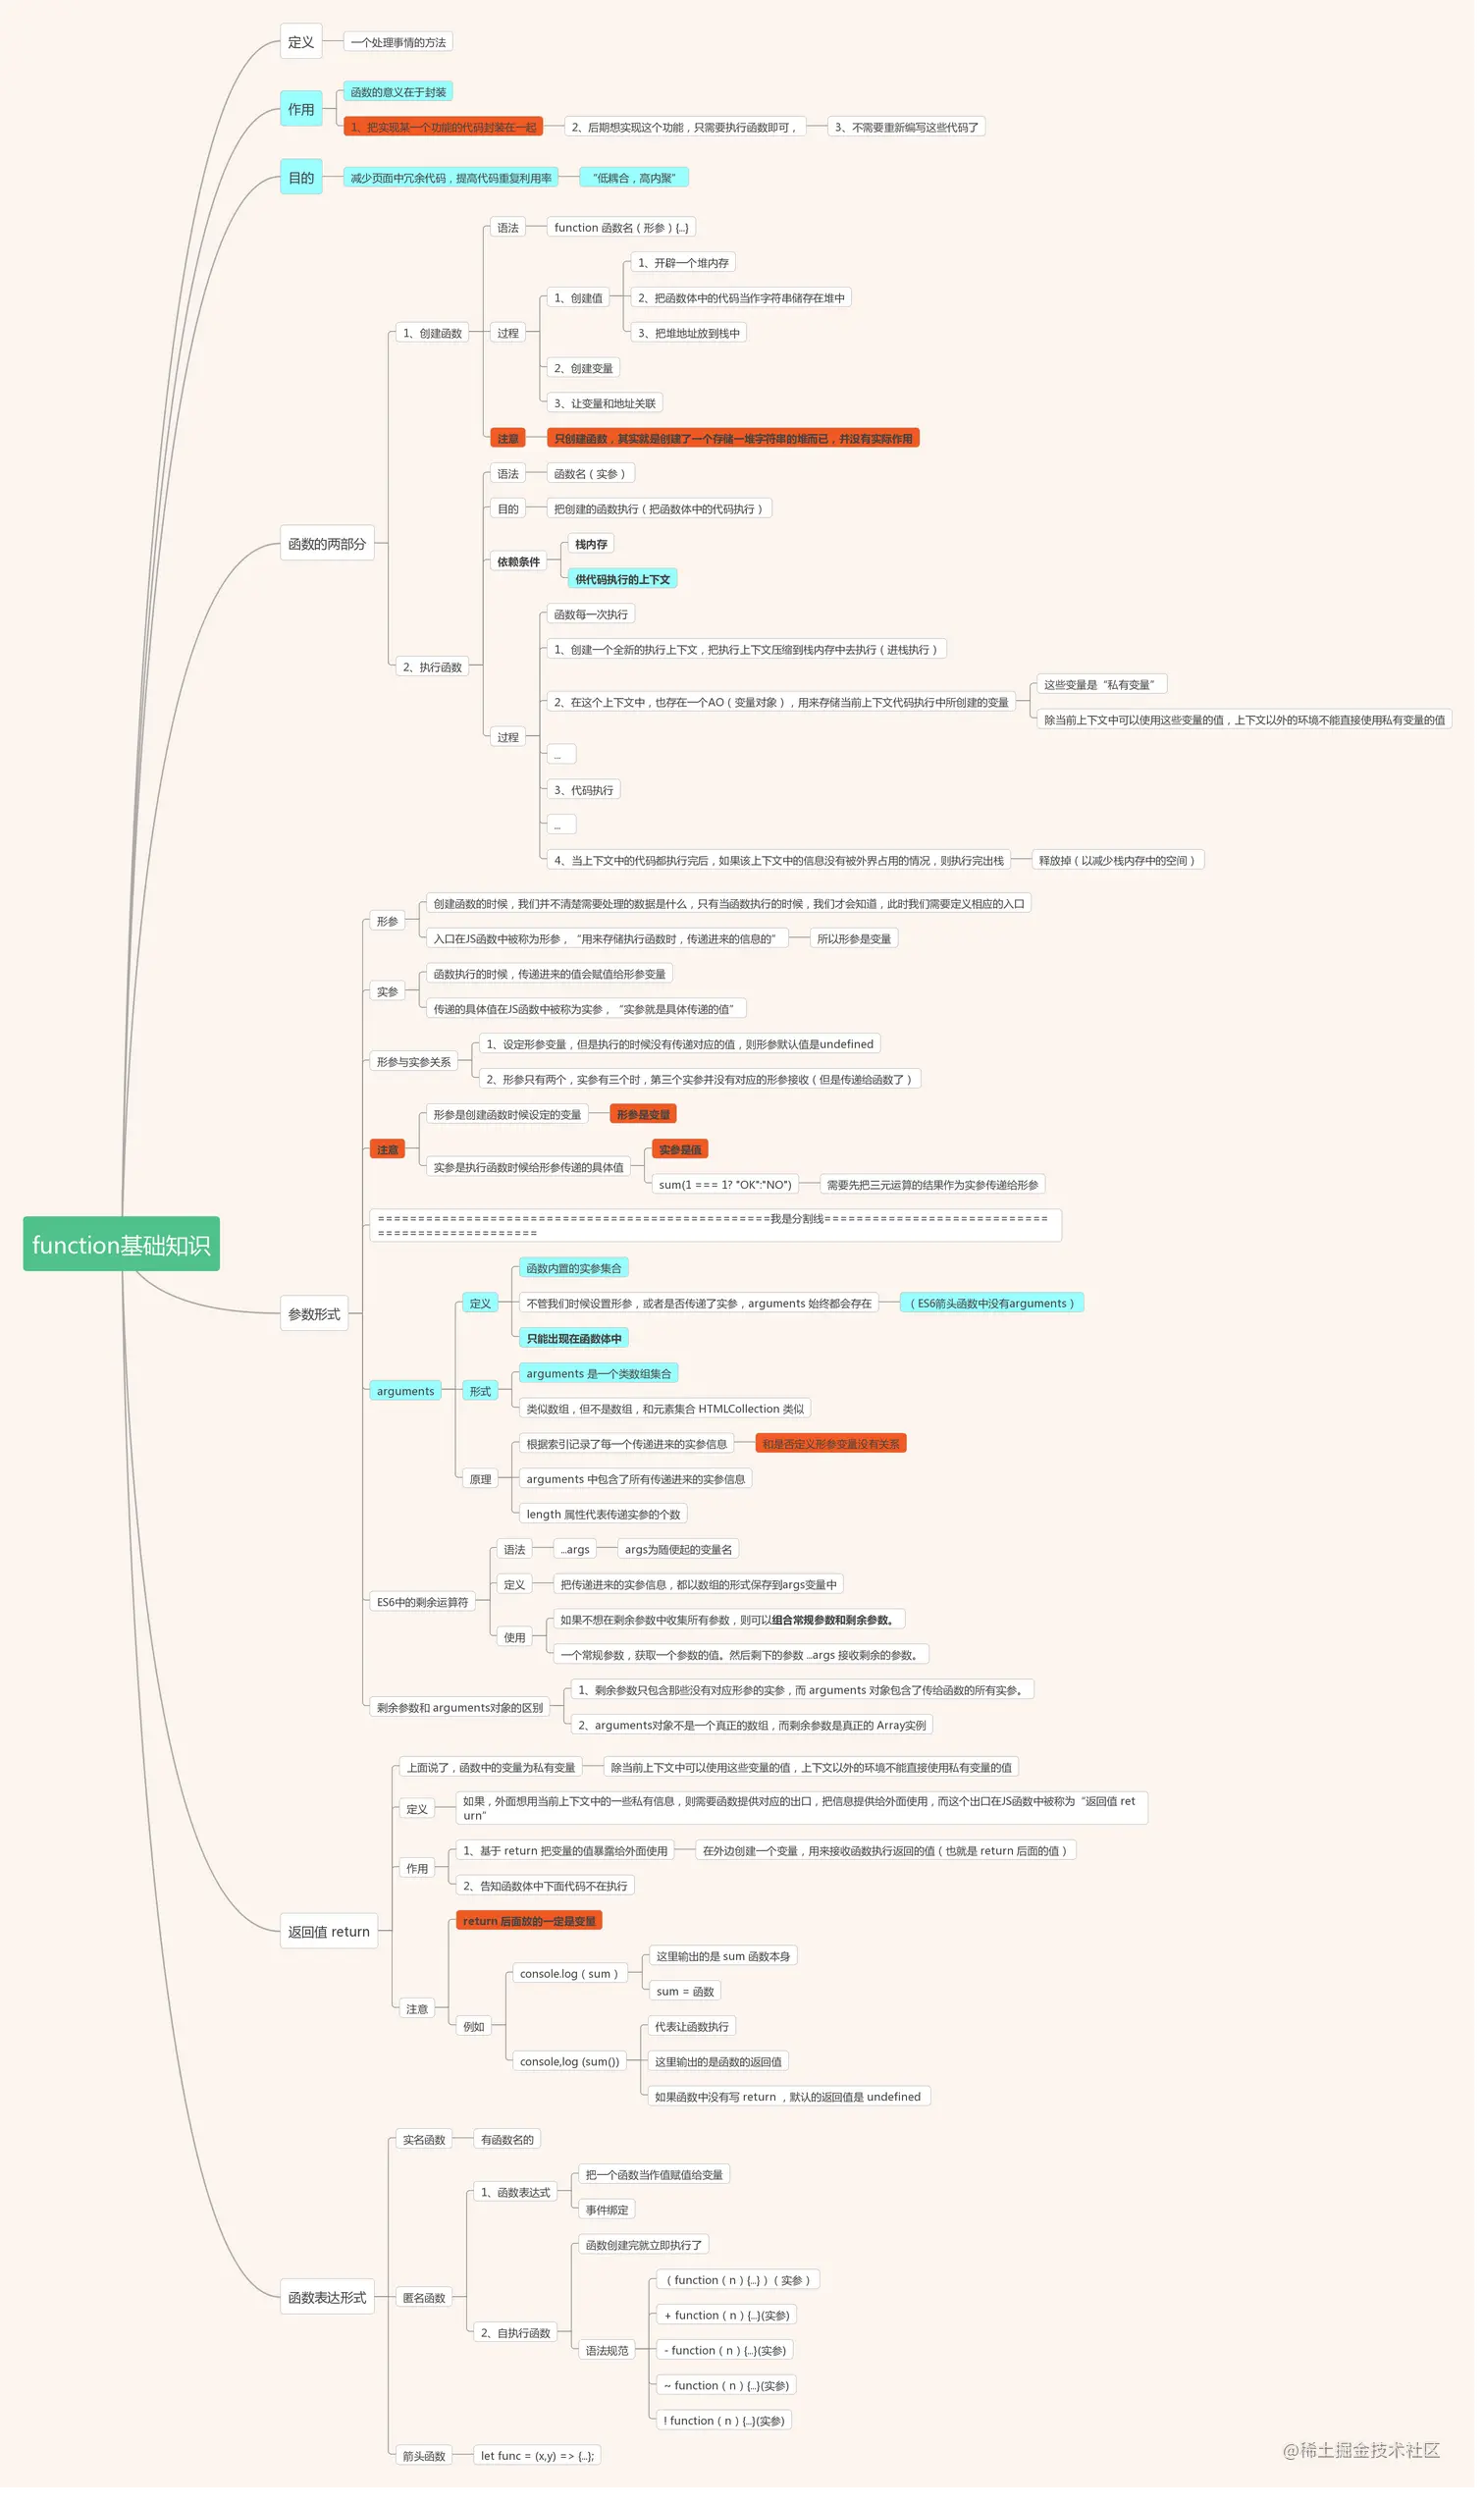 定义
一个处理事情的方法
作用
函数的意义在于封装
1、把实现某一个功能的代码封装在一起
2、后期想实现这个功能，只需要执行函数即可，
3、不需要重新编写这些代码了
目的
减少页面中冗余代码，提高代码重复利用率
“低耦合，高内聚”
函数的两部分
1、创建函数
语法
function 函数名（形参）{...}
过程
1、创建值
1、开辟一个堆内存
2、把函数体中的代码当作字符串储存在堆中
3、把堆地址放到栈中
2、创建变量
3、让变量和地址关联
注意
只创建函数，其实就是创建了一个存储一堆字符串的堆而已，并没有实际作用
2、执行函数
语法
函数名（实参）
目的
把创建的函数执行（把函数体中的代码执行）
依赖条件
栈内存
供代码执行的上下文
过程
函数每一次执行
1、创建一个全新的执行上下文，把执行上下文压缩到栈内存中去执行（进栈执行）
2、在这个上下文中，也存在一个AO（变量对象），用来存储当前上下文代码执行中所创建的变量
这些变量是“私有变量”
除当前上下文中可以使用这些变量的值，上下文以外的环境不能直接使用私有变量的值
...
3、代码执行
...
4、当上下文中的代码都执行完后，如果该上下文中的信息没有被外界占用的情况，则执行完出栈
释放掉（以减少栈内存中的空间）
function基础知识
参数形式
形参
创建函数的时候，我们并不清楚需要处理的数据是什么，只有当函数执行的时候，我们才会知道，此时我们需要定义相应的入口
入口在JS函数中被称为形参，“用来存储执行函数时，传递进来的信息的”
所以形参是变量
实参
函数执行的时候，传递进来的值会赋值给形参变量
传递的具体值在JS函数中被称为实参，“实参就是具体传递的值”
形参与实参关系
1、设定形参变量，但是执行的时候没有传递对应的值，则形参默认值是undefined
2、形参只有两个，实参有三个时，第三个实参并没有对应的形参接收（但是传递给函数了）
注意
形参是创建函数时候设定的变量
形参是变量
实参是执行函数时候给形参传递的具体值
实参是值
sum(1 === 1? "OK":"NO")
需要先把三元运算的结果作为实参传递给形参
=================================================我是分割线============================
====================
arguments
定义
函数内置的实参集合
不管我们时候设置形参，或者是否传递了实参，arguments 始终都会存在
（ES6箭头函数中没有arguments）
只能出现在函数体中
形式
arguments 是一个类数组集合
类似数组，但不是数组，和元素集合 HTMLCollection 类似
原理
根据索引记录了每一个传递进来的实参信息
和是否定义形参变量没有关系
arguments 中包含了所有传递进来的实参信息
length 属性代表传递实参的个数
ES6中的剩余运算符
语法
...args
args为随便起的变量名
定义
把传递进来的实参信息，都以数组的形式保存到args变量中
使用
如果不想在剩余参数中收集所有参数，则可以组合常规参数和剩余参数。
一个常规参数，获取一个参数的值。然后剩下的参数 ...args 接收剩余的参数。
剩余参数和 arguments对象的区别
1、剩余参数只包含那些没有对应形参的实参，而 arguments 对象包含了传给函数的所有实参。
2、arguments对象不是一个真正的数组，而剩余参数是真正的 Array实例
返回值 return
上面说了，函数中的变量为私有变量
除当前上下文中可以使用这些变量的值，上下文以外的环境不能直接使用私有变量的值
定义
如果，外面想用当前上下文中的一些私有信息，则需要函数提供对应的出口，把信息提供给外面使用，而这个出口在JS函数中被称为“返回值 ret
urn”
作用
1、基于 return 把变量的值暴露给外面使用
在外边创建一个变量，用来接收函数执行返回的值（也就是 return 后面的值）
2、告知函数体中下面代码不在执行
注意
return 后面放的一定是变量
例如
console.log（sum）
这里输出的是 sum 函数本身
sum = 函数
console,log (sum())
代表让函数执行
这里输出的是函数的返回值
如果函数中没有写 return ，默认的返回值是 undefined
函数表达形式
实名函数
有函数名的
匿名函数
1、函数表达式
把一个函数当作值赋值给变量
事件绑定
2、自执行函数
函数创建完就立即执行了
语法规范
（function（n）{...}）（实参）
+ function（n）{...}(实参)
- function（n）{...}(实参)
~ function（n）{...}(实参)
! function（n）{...}(实参)
箭头函数
let func = (x,y) => {...};
@稀土掘金技术社区